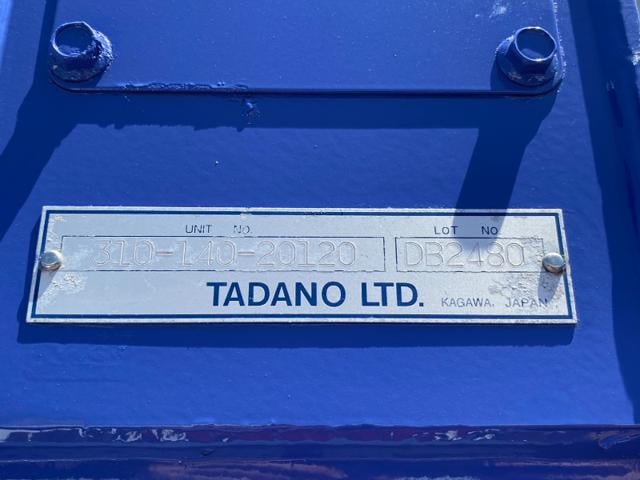 UNIT No. LOT No.
310-140-20120 DB2480
TADANO LTD. KAGAWA, JAPAN